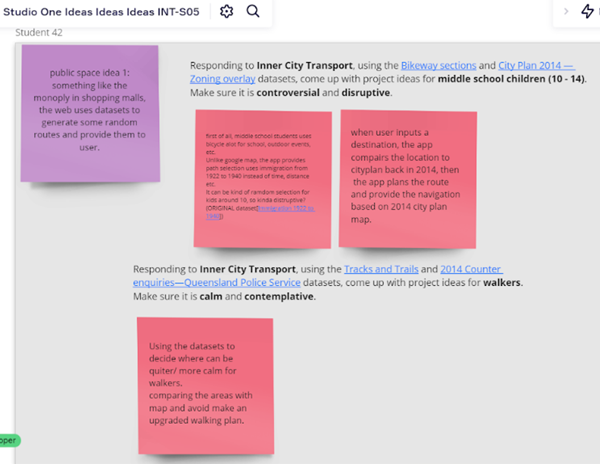 Studio One Ideas Ideas Ideas INT-S05
Student 42
public space idea 1:
something like the
monoply in shopping malls,
the web uses datasets to
generate some random
routes and provide them to
user.
Responding to Inner City Transport, using the Bikeway sections and City Plan 2014 —
Zoning overlay datasets, come up with project ideas for middle school children (10 - 14).
Make sure it is controversial and disruptive.
first of all, middle school students uses
bicycle alot for school, outdoor events,
etc.
Unlike google map, the app provides
path selection uses immigration from
1922 to 1940 instead of time, distance
etc.
It can be kind of random selection for
kids around 10, so kinda distruptive?
(ORIGINAL dataset(Immigration 1922 to
1940))
when user inputs a
destination, the app
compairs the location to
cityplan back in 2014, then
the app plans the route
and provide the navigation
based on 2014 city plan
map.
Responding to Inner City Transport, using the Tracks and Trails and 2014 Counter
enquiries—Queensland Police Service datasets, come up with project ideas for walkers.
Make sure it is calm and contemplative.
Using the datasets to
decide where can be
quiter/ more calm for
walkers.
comparing the areas with
map and avoid make an
upgraded walking plan.
oper